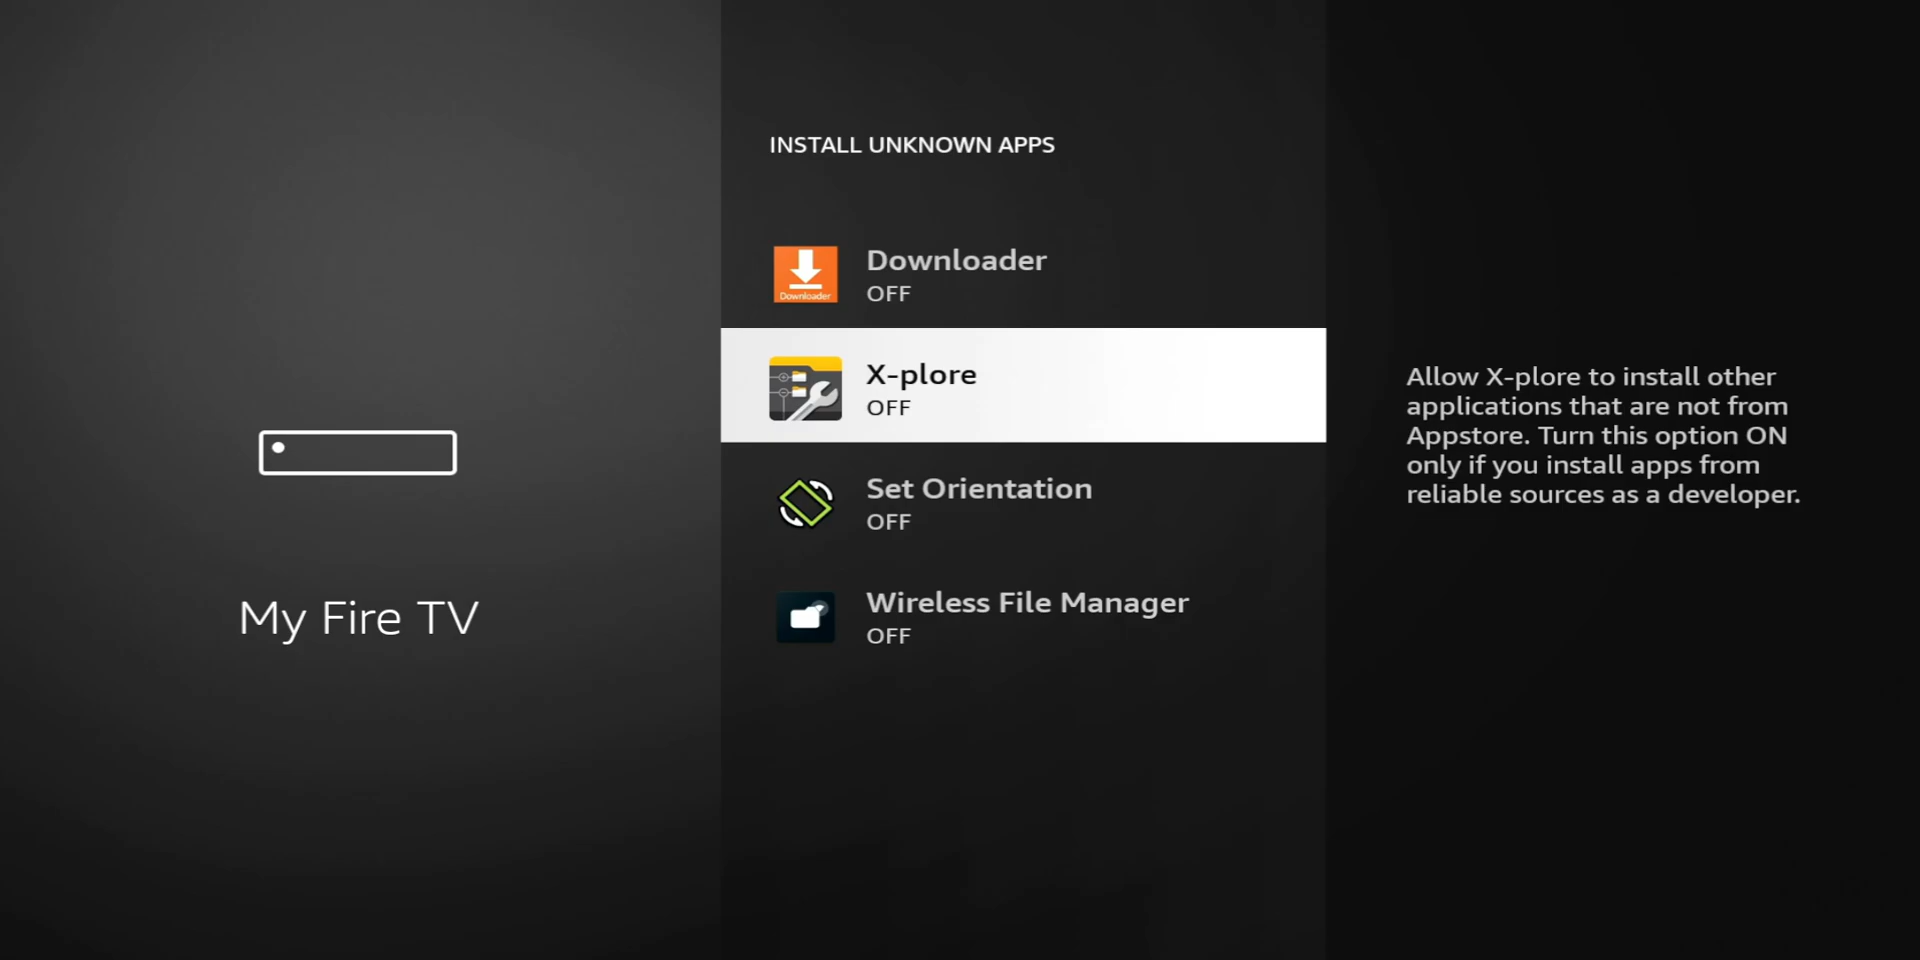 INSTALL UNKNOWN APPS
Downloader
Downloader
OFF
X-plore
OFF
Set Orientation
OFF
Wireless File Manager
OFF
My Fire TV
Allow X-plore to install other
applications that are not from
Appstore. Turn this option ON
only if you install apps from
reliable sources as a developer.